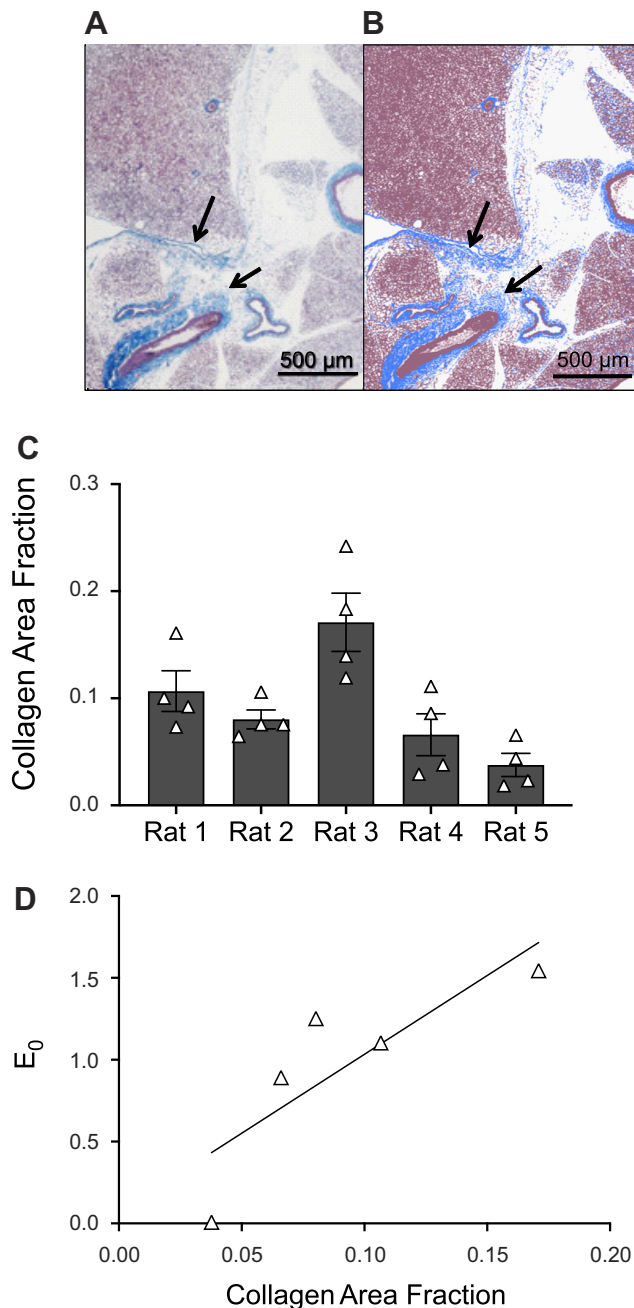 A
B
500 µm
500 µm
C
Collagen Area Fraction
0.3
0.2
0.1
0.0
Rat 1 Rat 2 Rat 3 Rat 4 Rat 5
D
E0
2.0
1.5
1.0
0.5
0.0
0.00 0.05 0.10 0.15 0.20
Collagen Area Fraction